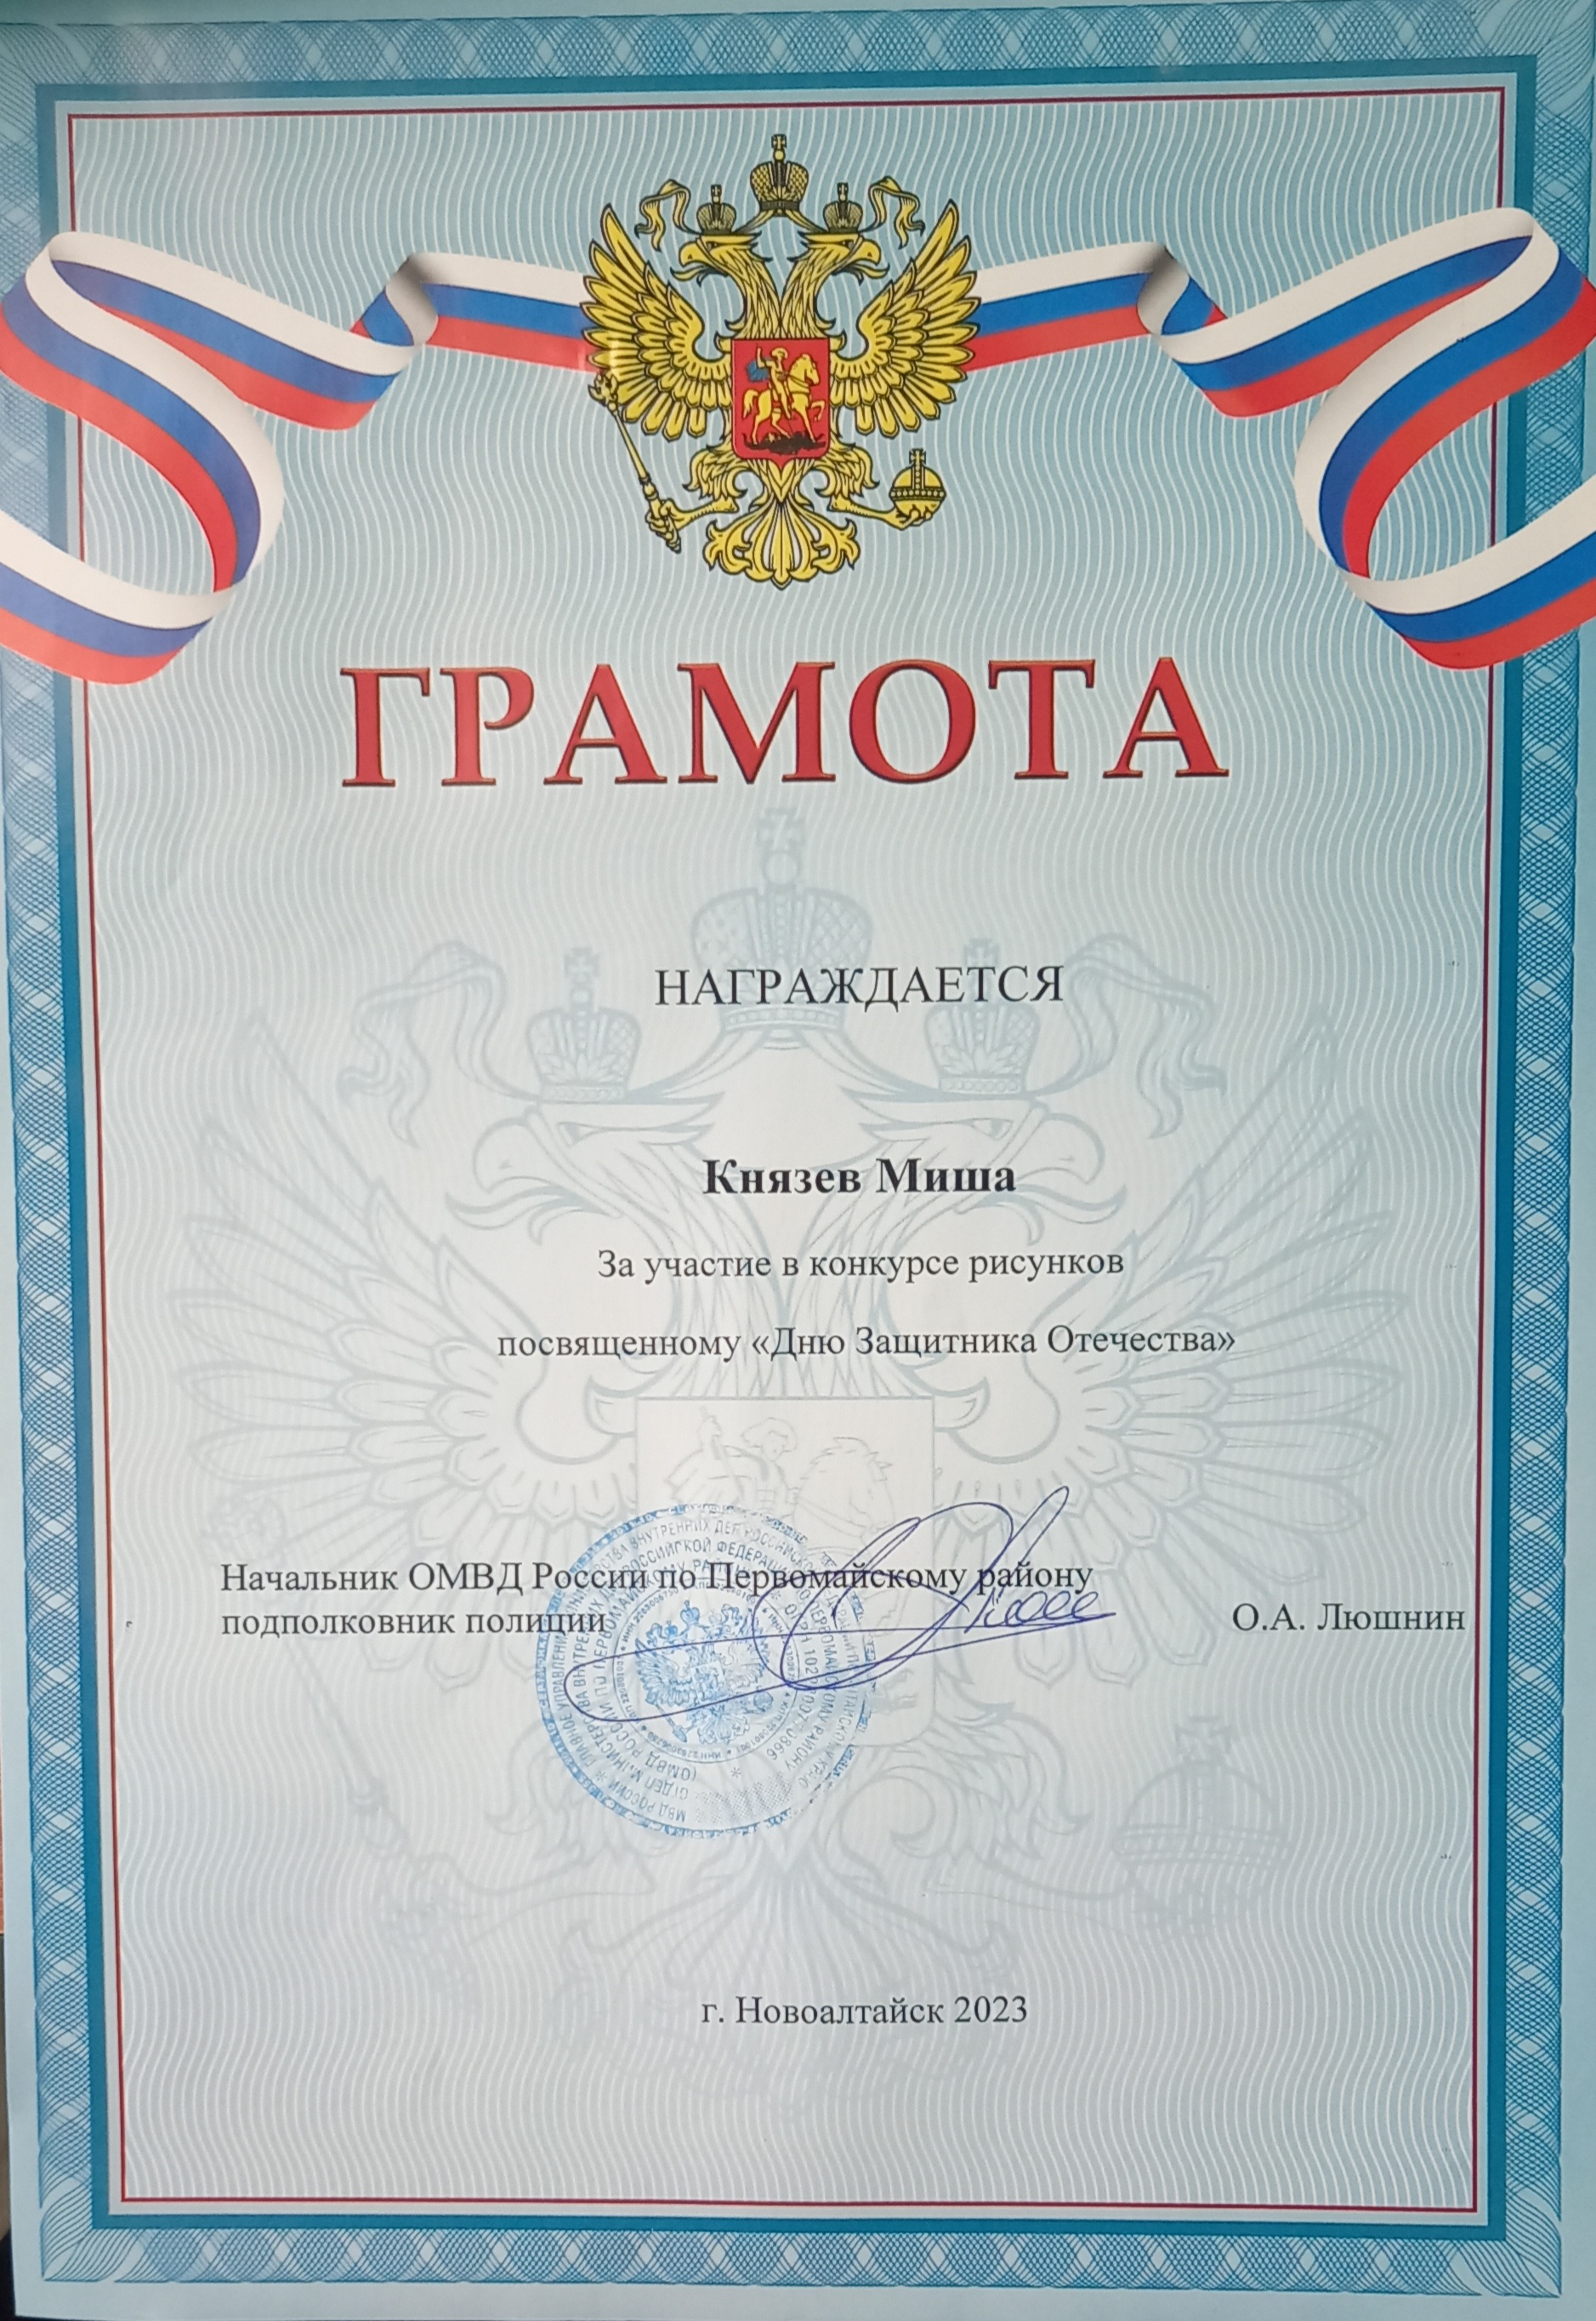 ГРАМОТА
НАГРАЖДАЕТСЯ
Князев Миша
За участие в конкурсе рисунков
посвященному «Дню Защитника Отечества»
Начальник ОМВД России по Первомайскому району
подполковник полиции
О.А. Люшнин
г. Новоалтайск 2023